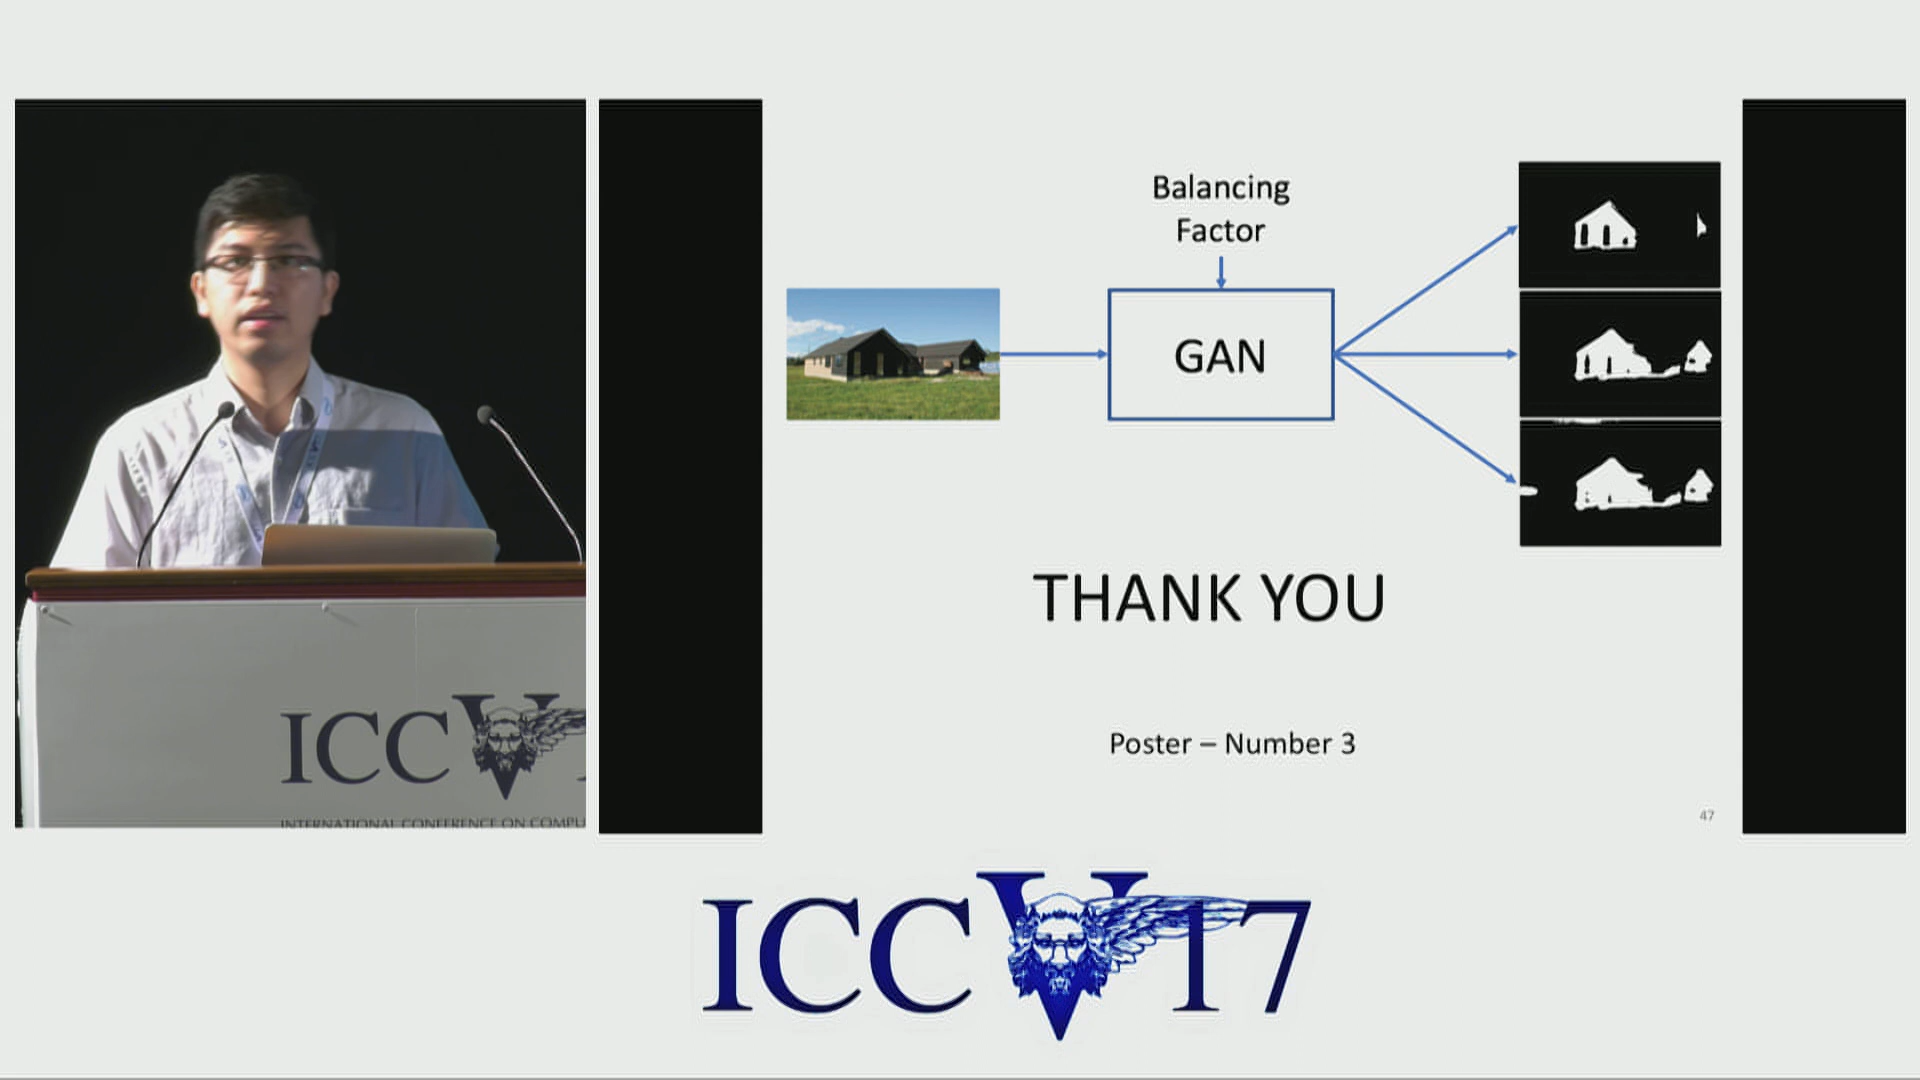 Balancing
Factor
GAN
THANK YOU
Poster – Number 3
47
ICCV
INTERNATIONAL CONFERENCE ON COMPU
ICCV17